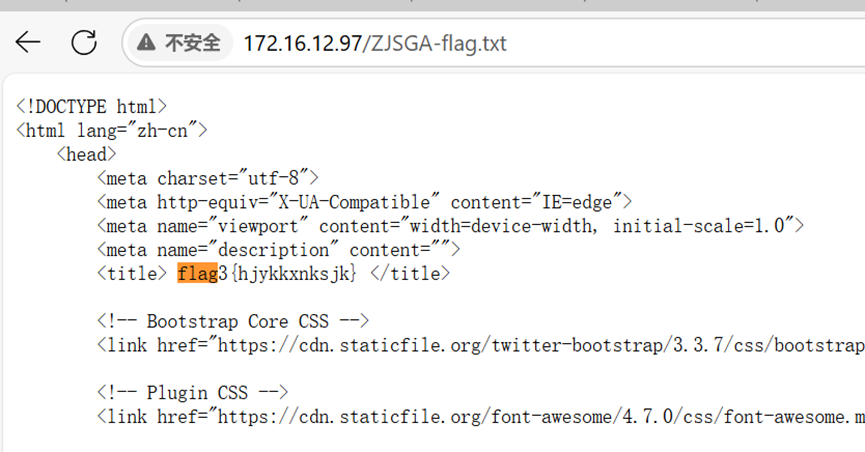 不安全 172.16.12.97/ZJSGA-flag.txt
<!DOCTYPE html>
<html lang="zh-cn">
<head>
<meta charset="utf-8">
<meta http-equiv="X-UA-Compatible" content="IE=edge">
<meta name="viewport" content="width=device-width, initial-scale=1.0">
<meta name="description" content="">
<title> flag3{hjykkxnksjk} </title>
<!-- Bootstrap Core CSS -->
<link href="https://cdn.staticfile.org/twitter-bootstrap/3.3.7/css/bootstrap
<!-- Plugin CSS -->
<link href="https://cdn.staticfile.org/font-awesome/4.7.0/css/font-awesome.m